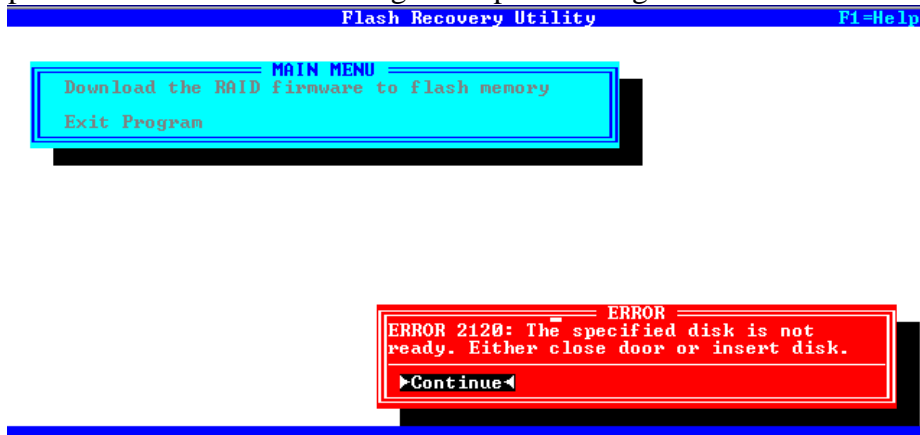 Flash Recovery Utility F1=Help
MAIN MENU
Download the RAID firmware to flash memory
Exit Program
ERROR
ERROR 2120: The specified disk is not
ready. Either close door or insert disk.
►Continue◄